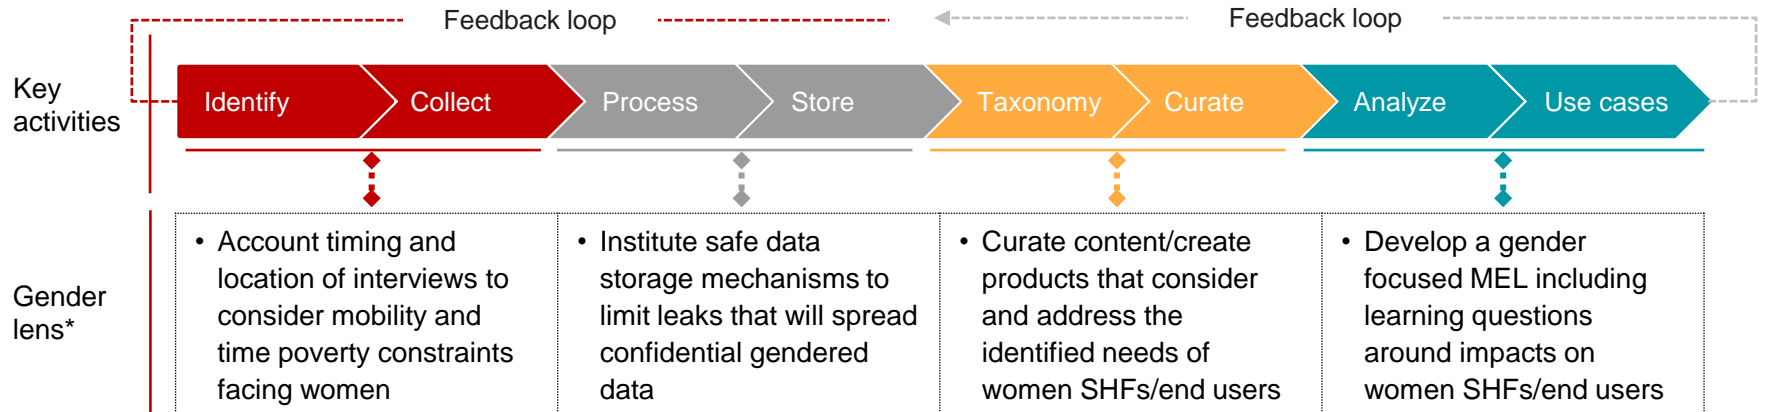 Feedback loop
Feedback loop
Key
activities
Identify
Collect
Process
Store
Taxonomy
Curate
Analyze
Use cases
Gender
lens*
• Account timing and
location of interviews to
consider mobility and
time poverty constraints
facing women
• Institute safe data
storage mechanisms to
limit leaks that will spread
confidential gendered
data
• Curate content/create
products that consider
and address the
identified needs of
women SHFs/end users
• Develop a gender
focused MEL including
learning questions
around impacts on
women SHFs/end users